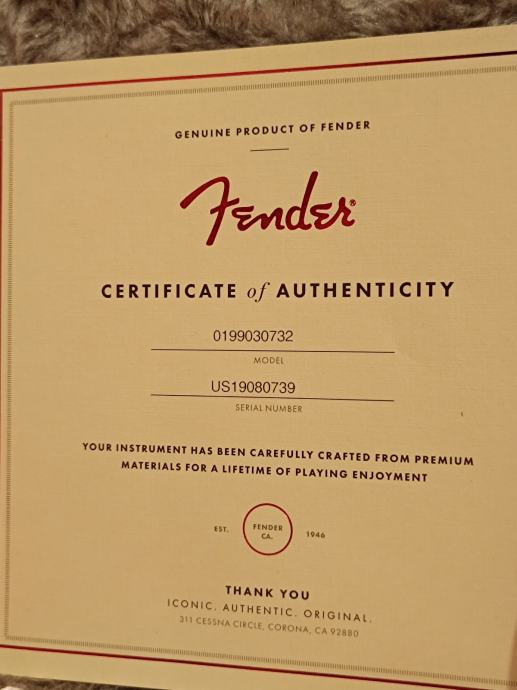 GENUINE PRODUCT OF FENDER
Fender®
CERTIFICATE of AUTHENTICITY
0199030732
MODEL
US19080739
SERIAL NUMBER
YOUR INSTRUMENT HAS BEEN CAREFULLY CRAFTED FROM PREMIUM
MATERIALS FOR A LIFETIME OF PLAYING ENJOYMENT
EST. FENDER CA. 1946
THANK YOU
ICONIC. AUTHENTIC. ORIGINAL.
311 CESSNA CIRCLE, CORONA, CA 92880